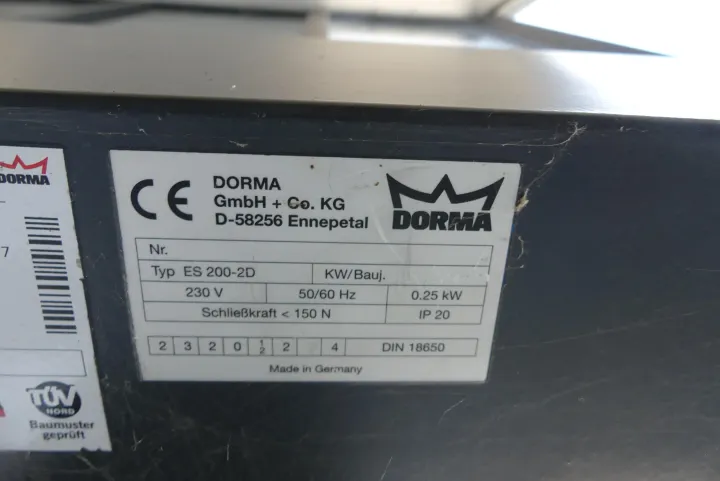 DORMA
7
TÜV
NORD
Baumuster
geprüft
CE
DORMA
GmbH + Co. KG
D-58256 Ennepetal
DORMA
Nr.
Typ ES 200-2D KW/Bauj.
230 V 50/60 Hz 0.25 kW
Schließkraft < 150 N IP 20
2 3 2 0 1/2 2 4 DIN 18650
Made in Germany